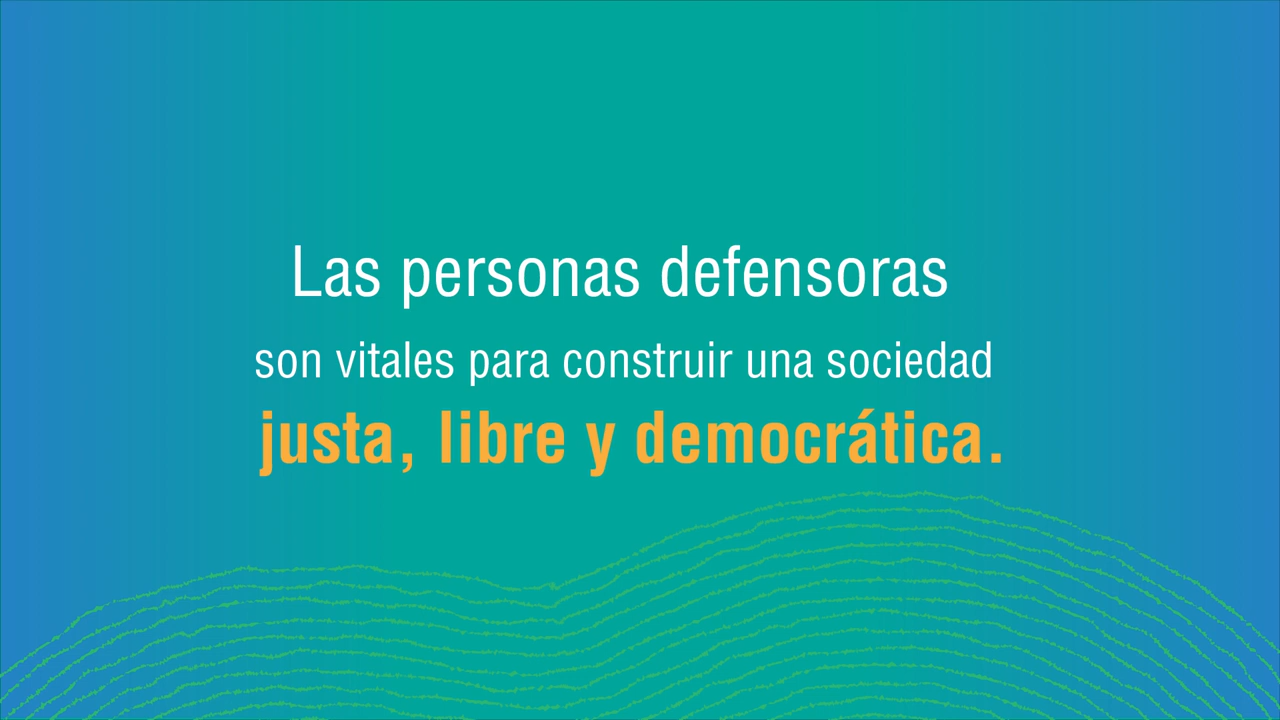 Las personas defensoras
son vitales para construir una sociedad
justa, libre y democrática.